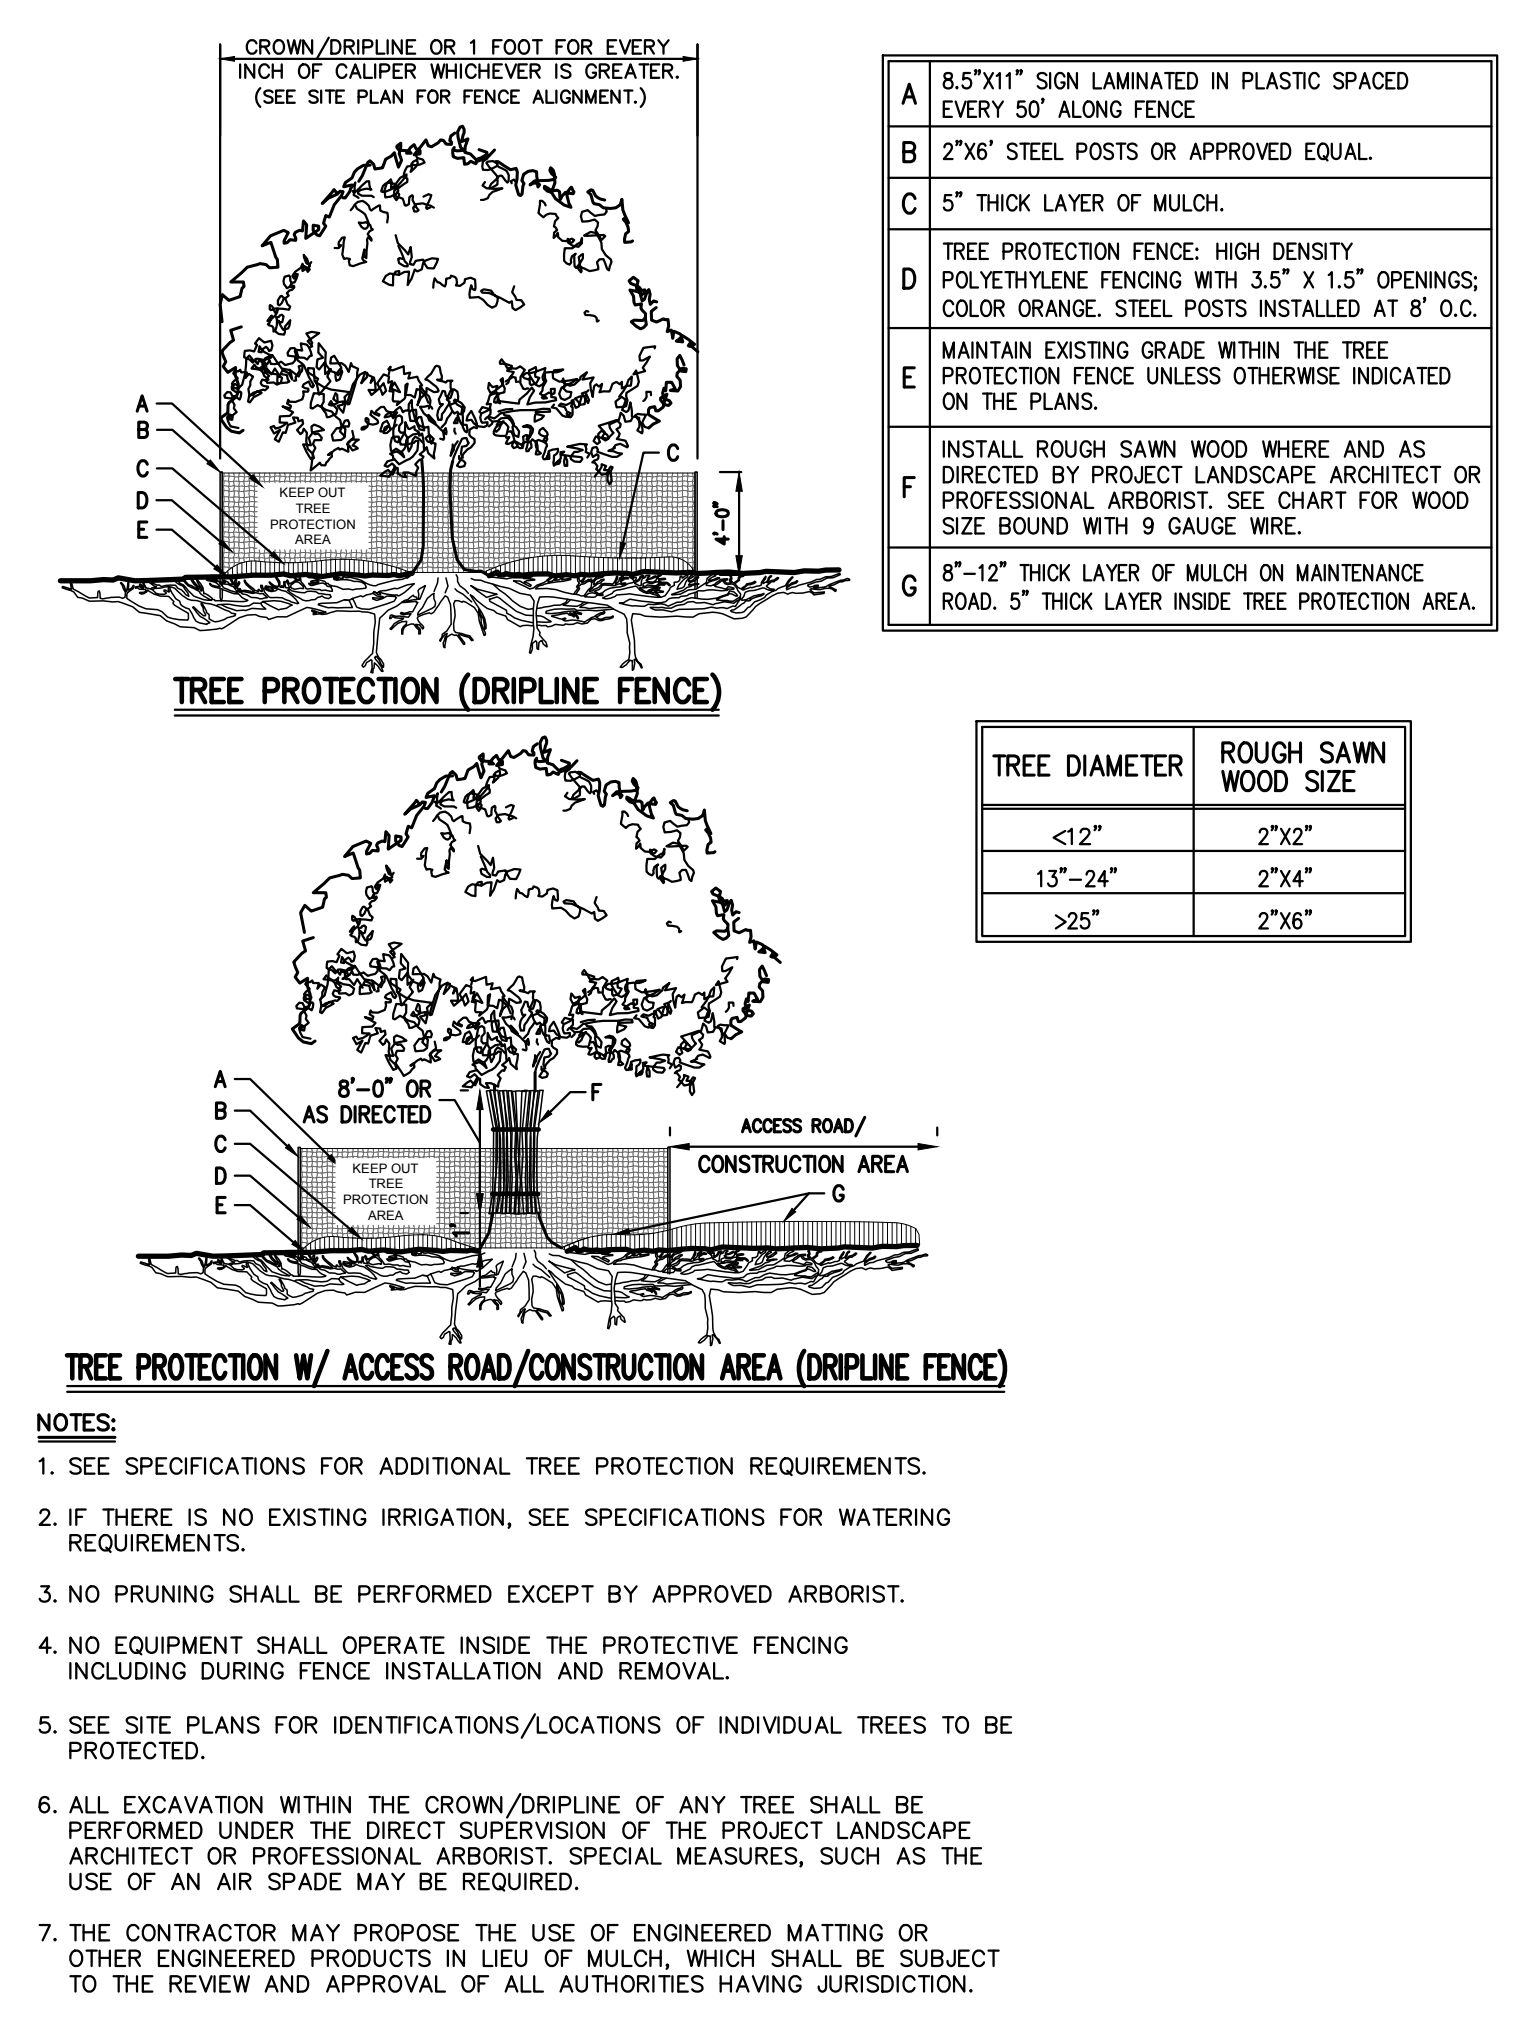 CROWN/DRIPLINE OR 1 FOOT FOR EVERY
INCH OF CALIPER WHICHEVER IS GREATER.
(SEE SITE PLAN FOR FENCE ALIGNMENT.)
A
B
C
D
E
C
KEEP OUT
TREE
PROTECTION
AREA
4'-0"
TREE PROTECTION (DRIPLINE FENCE)
A
8.5"X11" SIGN LAMINATED IN PLASTIC SPACED
EVERY 50' ALONG FENCE
B
2"X6' STEEL POSTS OR APPROVED EQUAL.
C
5" THICK LAYER OF MULCH.
D
TREE PROTECTION FENCE: HIGH DENSITY
POLYETHYLENE FENCING WITH 3.5" X 1.5" OPENINGS;
COLOR ORANGE. STEEL POSTS INSTALLED AT 8' O.C.
E
MAINTAIN EXISTING GRADE WITHIN THE TREE
PROTECTION FENCE UNLESS OTHERWISE INDICATED
ON THE PLANS.
F
INSTALL ROUGH SAWN WOOD WHERE AND AS
DIRECTED BY PROJECT LANDSCAPE ARCHITECT OR
PROFESSIONAL ARBORIST. SEE CHART FOR WOOD
SIZE BOUND WITH 9 GAUGE WIRE.
G
8"-12" THICK LAYER OF MULCH ON MAINTENANCE
ROAD. 5" THICK LAYER INSIDE TREE PROTECTION AREA.
TREE DIAMETER
ROUGH SAWN
WOOD SIZE
<12"
2"X2"
13"-24"
2"X4"
>25"
2"X6"
A
B
C
D
E
8'-0" OR
AS DIRECTED
F
KEEP OUT
TREE
PROTECTION
AREA
1'
ACCESS ROAD/
CONSTRUCTION AREA
G
TREE PROTECTION W/ ACCESS ROAD/CONSTRUCTION AREA (DRIPLINE FENCE)
NOTES:
1. SEE SPECIFICATIONS FOR ADDITIONAL TREE PROTECTION REQUIREMENTS.
2. IF THERE IS NO EXISTING IRRIGATION, SEE SPECIFICATIONS FOR WATERING
REQUIREMENTS.
3. NO PRUNING SHALL BE PERFORMED EXCEPT BY APPROVED ARBORIST.
4. NO EQUIPMENT SHALL OPERATE INSIDE THE PROTECTIVE FENCING
INCLUDING DURING FENCE INSTALLATION AND REMOVAL.
5. SEE SITE PLANS FOR IDENTIFICATIONS/LOCATIONS OF INDIVIDUAL TREES TO BE
PROTECTED.
6. ALL EXCAVATION WITHIN THE CROWN/DRIPLINE OF ANY TREE SHALL BE
PERFORMED UNDER THE DIRECT SUPERVISION OF THE PROJECT LANDSCAPE
ARCHITECT OR PROFESSIONAL ARBORIST. SPECIAL MEASURES, SUCH AS THE
USE OF AN AIR SPADE MAY BE REQUIRED.
7. THE CONTRACTOR MAY PROPOSE THE USE OF ENGINEERED MATTING OR
OTHER ENGINEERED PRODUCTS IN LIEU OF MULCH, WHICH SHALL BE SUBJECT
TO THE REVIEW AND APPROVAL OF ALL AUTHORITIES HAVING JURISDICTION.